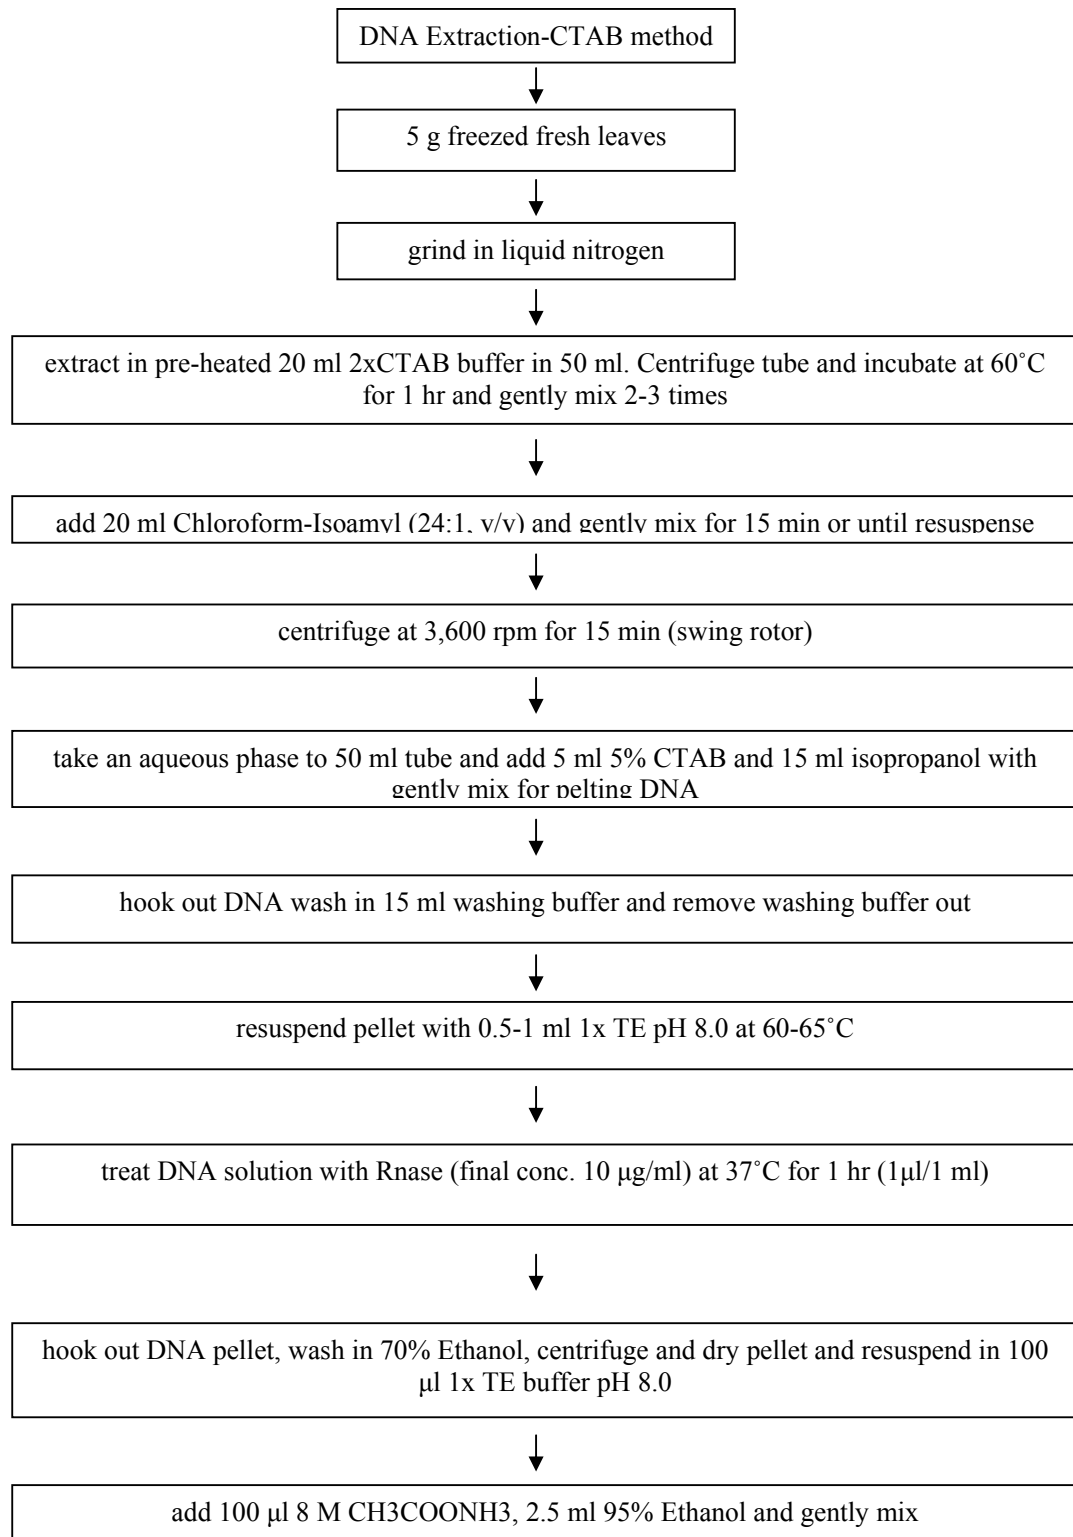 DNA Extraction-CTAB method
5 g freezed fresh leaves
grind in liquid nitrogen
extract in pre-heated 20 ml 2xCTAB buffer in 50 ml. Centrifuge tube and incubate at 60˚C
for 1 hr and gently mix 2-3 times
add 20 ml Chloroform-Isoamyl (24:1, v/v) and gently mix for 15 min or until resuspense
centrifuge at 3,600 rpm for 15 min (swing rotor)
take an aqueous phase to 50 ml tube and add 5 ml 5% CTAB and 15 ml isopropanol with
gently mix for pelting DNA
hook out DNA wash in 15 ml washing buffer and remove washing buffer out
resuspend pellet with 0.5-1 ml 1x TE pH 8.0 at 60-65˚C
treat DNA solution with Rnase (final conc. 10 μg/ml) at 37˚C for 1 hr (1μl/1 ml)
hook out DNA pellet, wash in 70% Ethanol, centrifuge and dry pellet and resuspend in 100
μl 1x TE buffer pH 8.0
add 100 μl 8 M CH3COONH3, 2.5 ml 95% Ethanol and gently mix